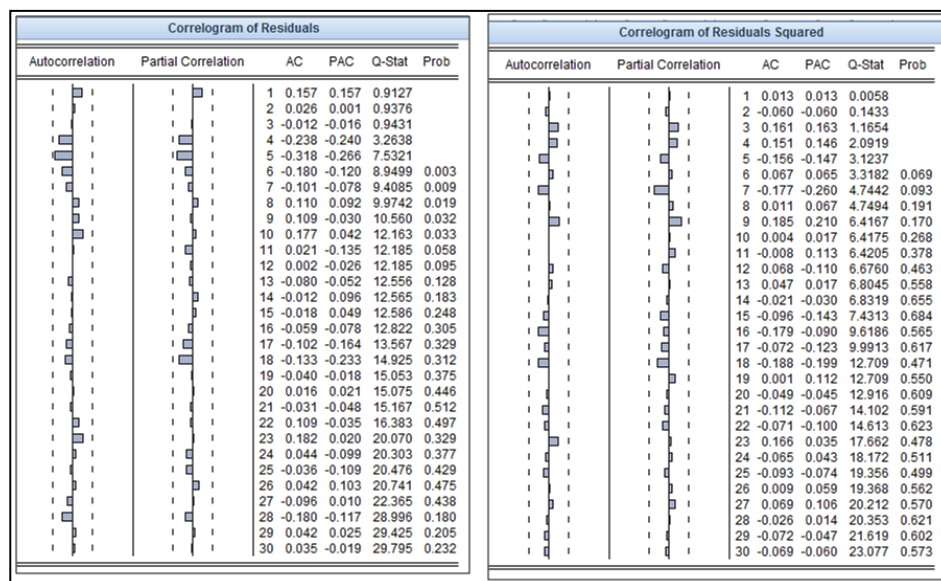 Correlogram of Residuals
Autocorrelation Partial Correlation AC PAC Q-Stat Prob
1 0.157 0.157 0.9127
2 0.026 0.001 0.9376
3 -0.012 -0.016 0.9431
4 -0.238 -0.240 3.2638
5 -0.318 -0.266 7.5321
6 -0.180 -0.120 8.9499 0.003
7 -0.101 -0.078 9.4085 0.009
8 0.110 0.092 9.9742 0.019
9 0.109 -0.030 10.560 0.032
10 0.177 0.042 12.163 0.033
11 0.021 -0.135 12.185 0.058
12 0.002 -0.026 12.185 0.095
13 -0.080 -0.052 12.556 0.128
14 -0.012 0.096 12.565 0.183
15 -0.018 0.049 12.586 0.248
16 -0.059 -0.078 12.822 0.305
17 -0.102 -0.164 13.567 0.329
18 -0.133 -0.233 14.925 0.312
19 -0.040 -0.018 15.053 0.375
20 0.016 0.021 15.075 0.446
21 -0.031 -0.048 15.167 0.512
22 0.109 -0.035 16.383 0.497
23 0.182 0.020 20.070 0.329
24 0.044 -0.099 20.303 0.377
25 -0.036 -0.109 20.476 0.429
26 0.042 0.103 20.741 0.475
27 -0.096 0.010 22.365 0.438
28 -0.180 -0.117 28.996 0.180
29 0.042 0.025 29.425 0.205
30 0.035 -0.019 29.795 0.232
Correlogram of Residuals Squared
Autocorrelation Partial Correlation AC PAC Q-Stat Prob
1 0.013 0.013 0.0058
2 -0.060 -0.060 0.1433
3 0.161 0.163 1.1654
4 0.151 0.146 2.0919
5 -0.156 -0.147 3.1237
6 0.067 0.065 3.3182 0.069
7 -0.177 -0.260 4.7442 0.093
8 0.011 0.067 4.7494 0.191
9 0.185 0.210 6.4167 0.170
10 0.004 0.017 6.4175 0.268
11 -0.008 0.113 6.4205 0.378
12 0.068 -0.110 6.6760 0.463
13 0.047 0.017 6.8045 0.558
14 -0.021 -0.030 6.8319 0.655
15 -0.096 -0.143 7.4313 0.684
16 -0.179 -0.090 9.6186 0.565
17 -0.072 -0.123 9.9913 0.617
18 -0.188 -0.199 12.709 0.471
19 0.001 0.112 12.709 0.550
20 -0.049 -0.045 12.916 0.609
21 -0.112 -0.067 14.102 0.591
22 -0.071 -0.100 14.613 0.623
23 0.166 0.035 17.662 0.478
24 -0.065 0.043 18.172 0.511
25 -0.093 -0.074 19.356 0.499
26 0.009 0.059 19.368 0.562
27 0.069 0.106 20.212 0.570
28 -0.026 0.014 20.353 0.621
29 -0.072 -0.047 21.619 0.602
30 -0.069 -0.060 23.077 0.573